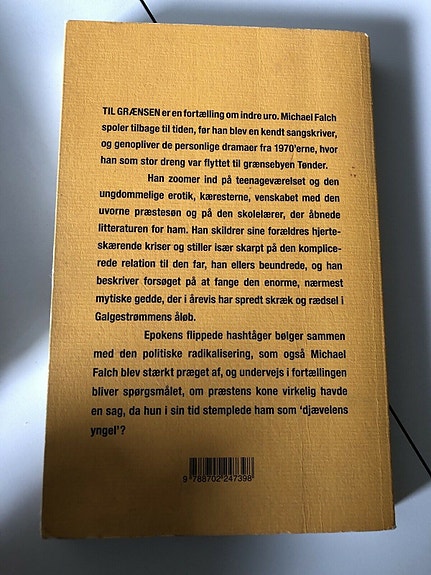 TIL GRÆNSEN er en fortælling om indre uro. Michael Falch
spoler tilbage til tiden, før han blev en kendt sangskriver,
og genoplever de personlige dramaer fra 1970'erne, hvor
han som stor dreng var flyttet til grænsebyen Tønder.
Han zoomer ind på teenageværelset og den
ungdommelige erotik, kæresterne, venskabet med den
uvorne præstesøn og på den skolelærer, der åbnede
litteraturen for ham. Han skildrer sine forældres hjerte-
skærende kriser og stiller især skarpt på den komplice-
rede relation til den far, han ellers beundrede, og han
beskriver forsøget på at fange den enorme, nærmest
mytiske gedde, der i årevis har spredt skræk og rædsel i
Galgestrømmens åløb.
Epokens flippede hashtåger bølger sammen
med den politiske radikalisering, som også Michael
Falch blev stærkt præget af, og undervejs i fortællingen
bliver spørgsmålet, om præstens kone virkelig havde
en sag, da hun i sin tid stemplede ham som 'djævelens
yngel'?
9 788702 247398